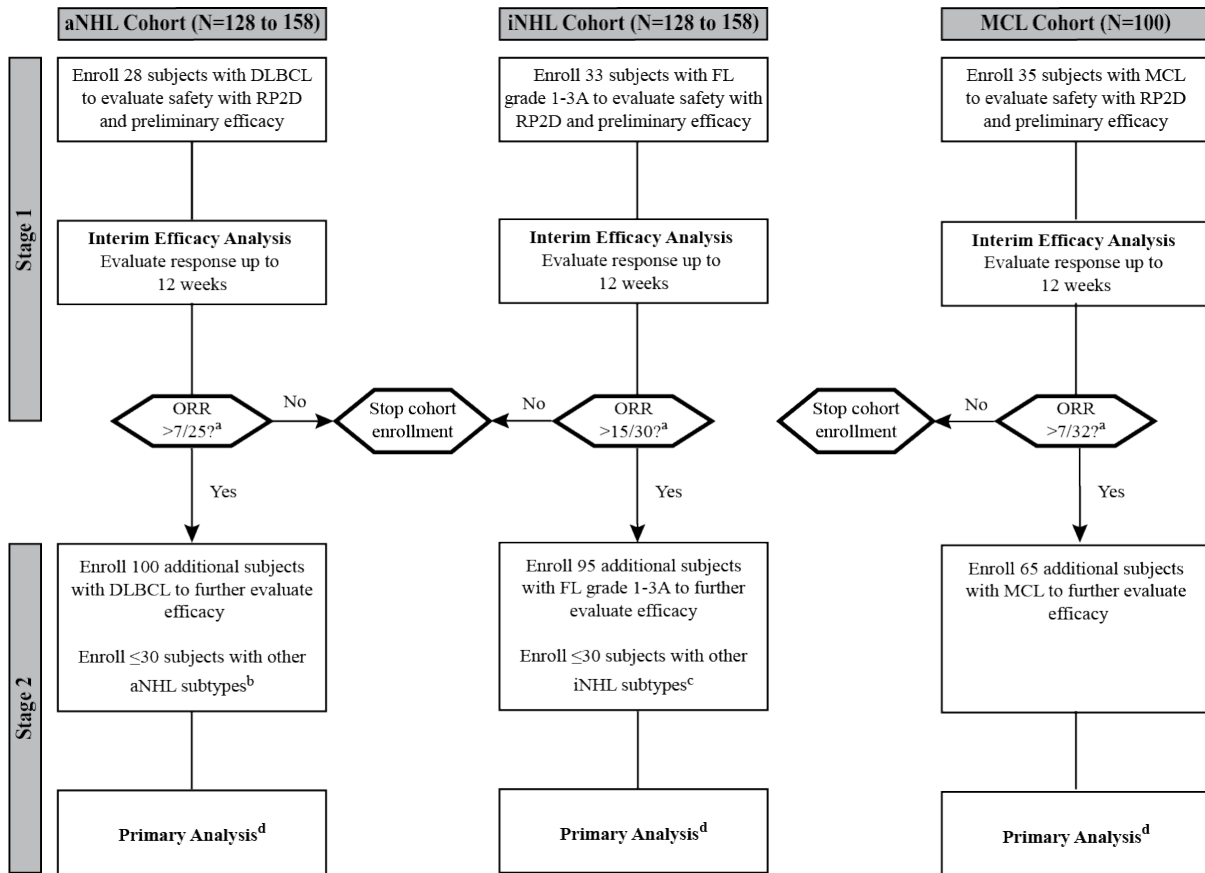 aNHL Cohort (N=128 to 158)
iNHL Cohort (N=128 to 158)
MCL Cohort (N=100)
Stage 1
Enroll 28 subjects with DLBCL
to evaluate safety with RP2D
and preliminary efficacy
Enroll 33 subjects with FL
grade 1-3A to evaluate safety with
RP2D and preliminary efficacy
Enroll 35 subjects with MCL
to evaluate safety with RP2D
and preliminary efficacy
Interim Efficacy Analysis
Evaluate response up to
12 weeks
Interim Efficacy Analysis
Evaluate response up to
12 weeks
Interim Efficacy Analysis
Evaluate response up to
12 weeks
ORR
>7/25?a
No
Stop cohort
enrollment
No
ORR
>15/30?a
Stop cohort
enrollment
No
ORR
>7/32?a
Yes
Yes
Yes
Stage 2
Enroll 100 additional subjects
with DLBCL to further evaluate
efficacy
Enroll ≤30 subjects with other
aNHL subtypesb
Enroll 95 additional subjects
with FL grade 1-3A to further
evaluate efficacy
Enroll ≤30 subjects with other
iNHL subtypesc
Enroll 65 additional subjects
with MCL to further evaluate
efficacy
Primary Analysisd
Primary Analysisd
Primary Analysisd